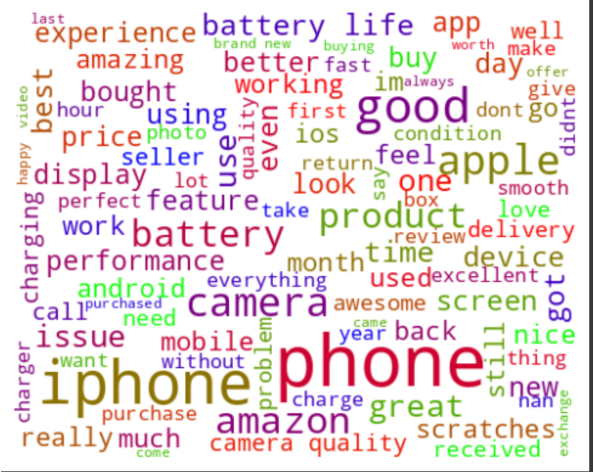 last
experience
battery life
app
well
brand new
buying
worth
make
amazing
better
fast
buy
day
offer
video
best
bought
working
im
always
give
hour
using
quality
even
first
good
dont
go
didnt
price
photo
use
ios
condition
happy
seller
return
feel
apple
display
lot
look
say
one
smooth
perfect
feature
take
product
box
love
charging
work
battery
review
delivery
performance
month
time
device
android
everything
used
excellent
got
call
purchased
need
camera
awesome
screen
issue
mobile
problem
year
came
back
still
nice
charger
want
without
phone
thing
iphone
charge
new
nan
purchase
amazon
great
scratches
exchange
really
much
camera quality
received
come